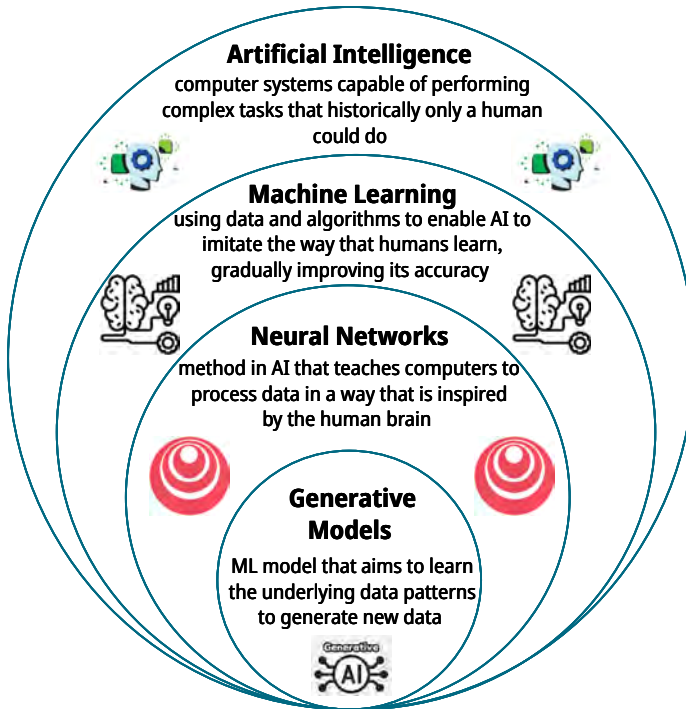 Artificial Intelligence
computer systems capable of performing
complex tasks that historically only a human
could do
Machine Learning
using data and algorithms to enable AI to
imitate the way that humans learn,
gradually improving its accuracy
Neural Networks
method in AI that teaches computers to
process data in a way that is inspired
by the human brain
Generative
Models
ML model that aims to learn
the underlying data patterns
to generate new data
Generative
AI